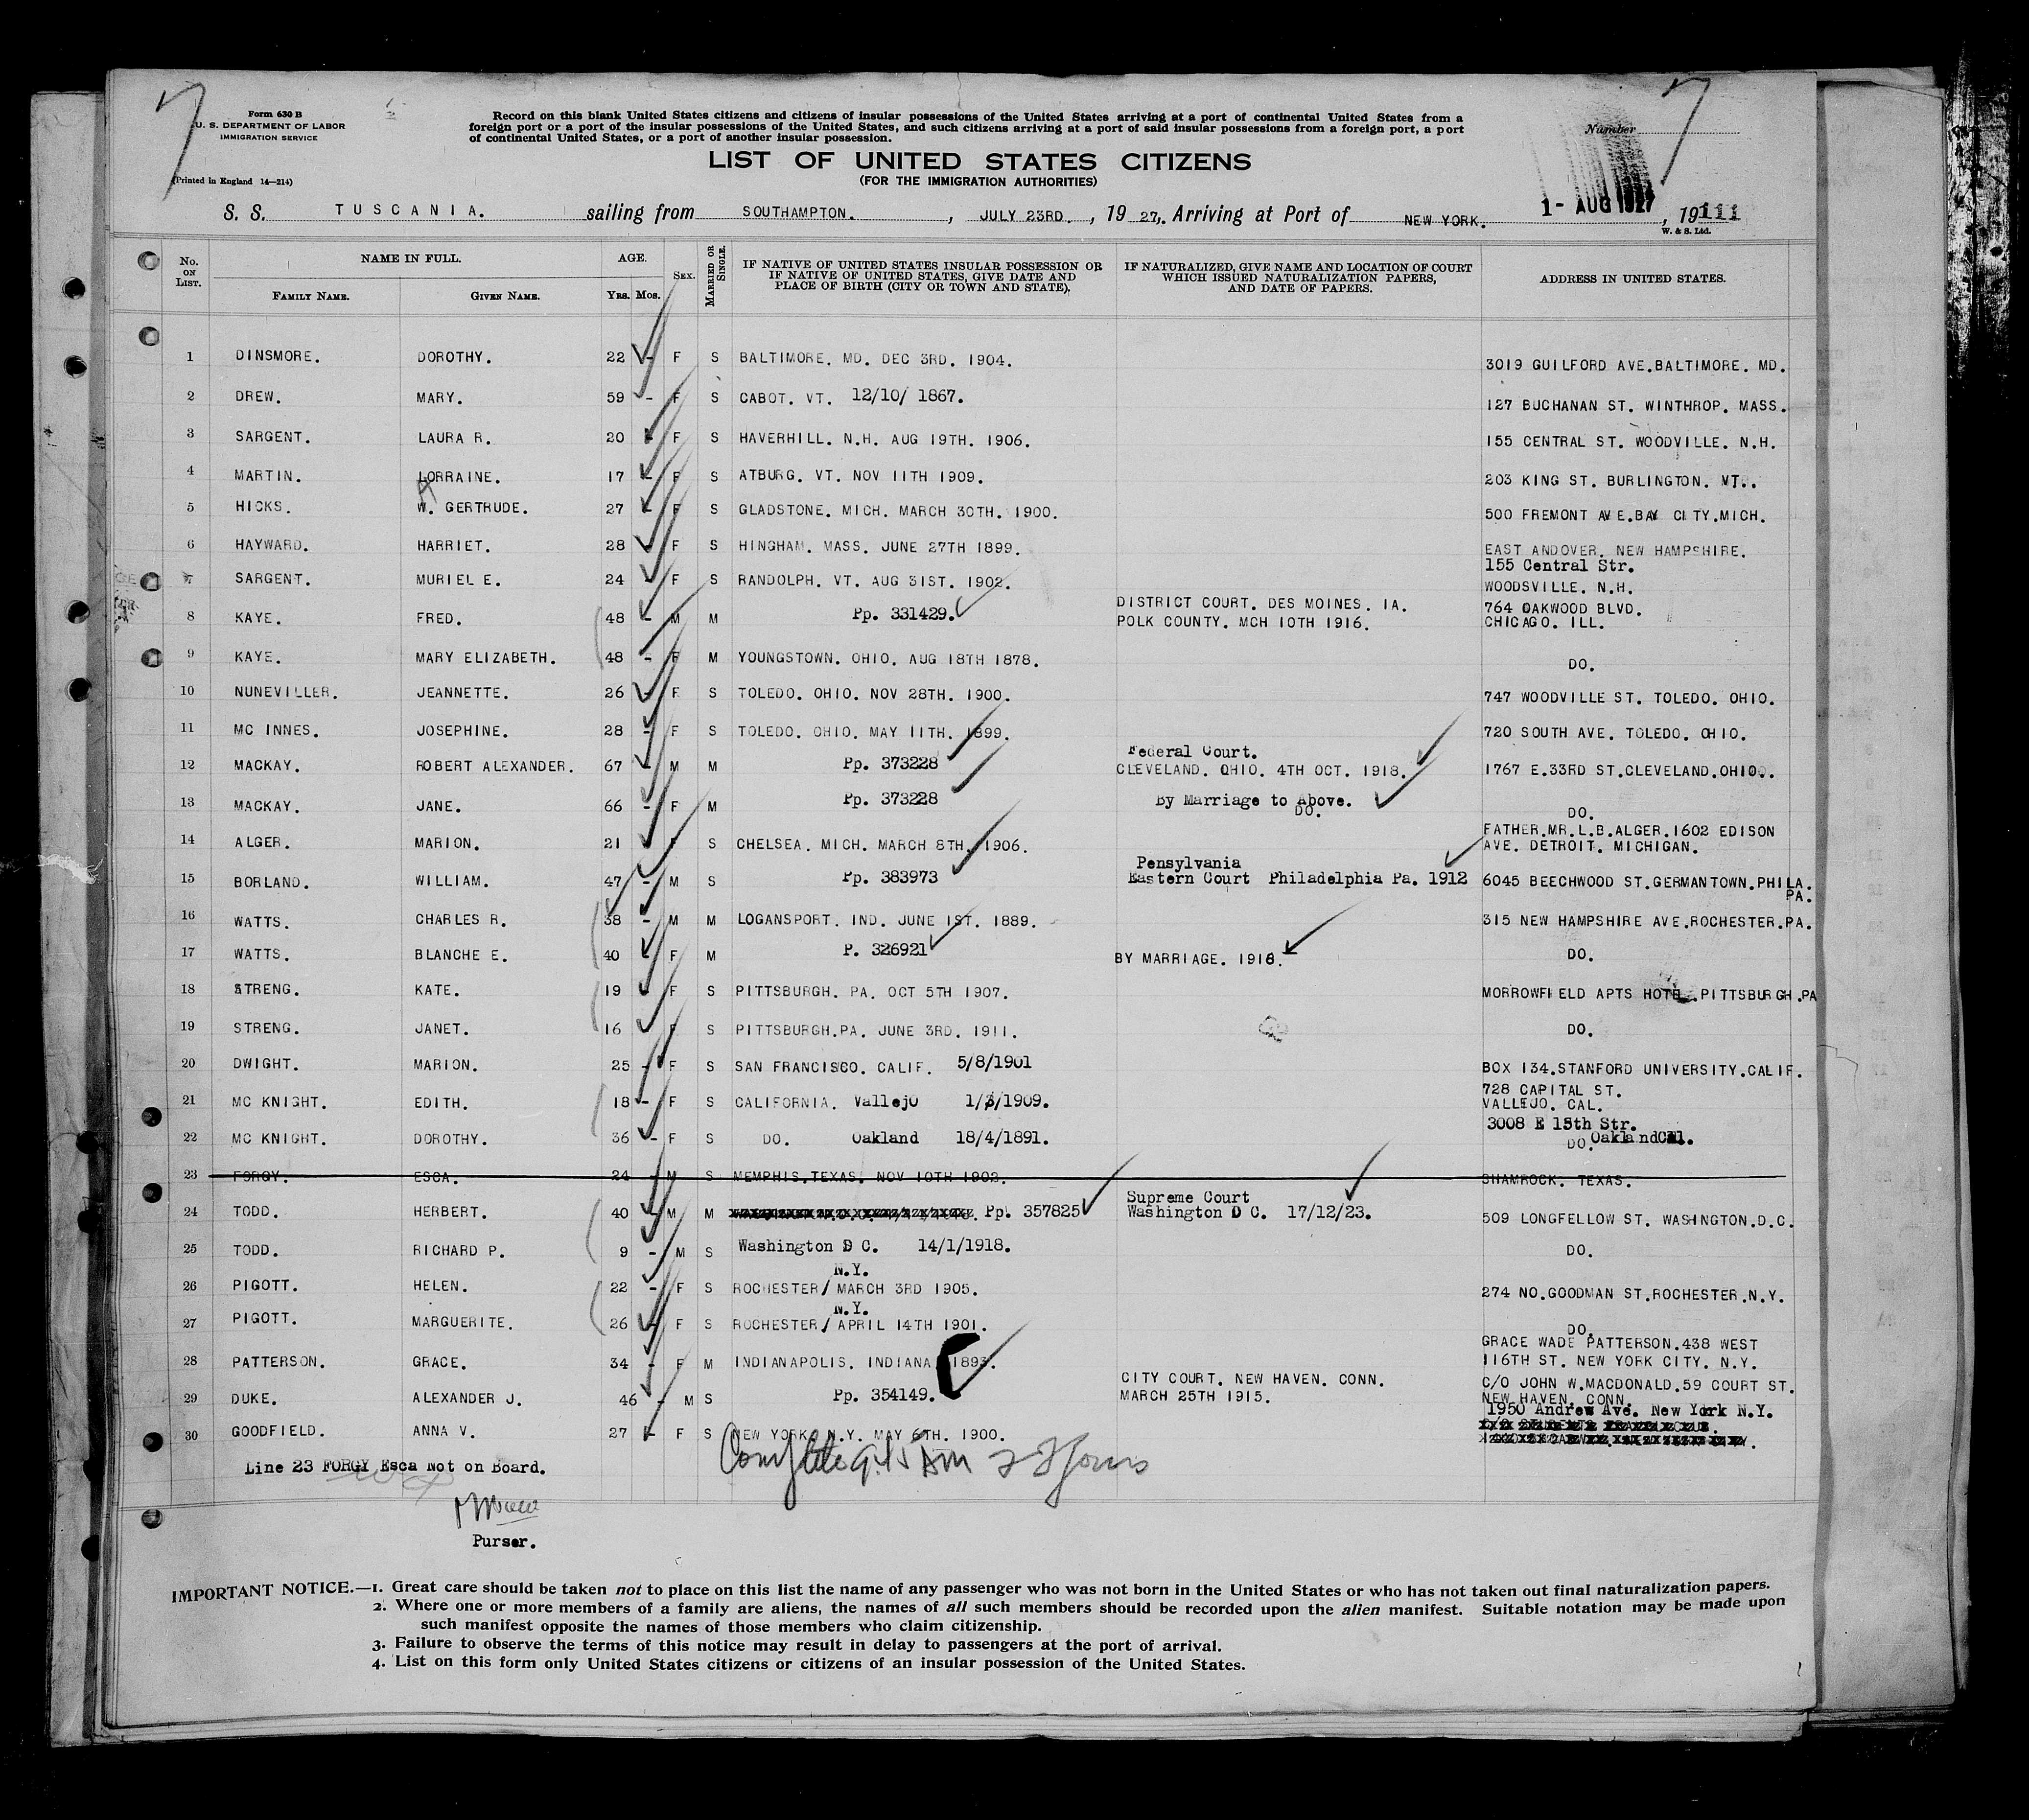 Form 630 B
U. S. DEPARTMENT OF LABOR
IMMIGRATION SERVICE
(Printed in England 14—214)
Record on this blank United States citizens and citizens of insular possessions of the United States arriving at a port of continental United States from a
foreign port or a port of the insular possessions of the United States, and such citizens arriving at a port of said insular possessions from a foreign port, a port
of continental United States, or a port of another insular possession.
Number
LIST OF UNITED STATES CITIZENS
(FOR THE IMMIGRATION AUTHORITIES)
S. S. TUSCANIA. sailing from SOUTHAMPTON. , JULY 23RD. , 19 27,. Arriving at Port of NEW YORK. 1- AUG 1927 , 19111
W. & S. Ltd.
No. ON LIST. NAME IN FULL. FAMILY NAME. GIVEN NAME. AGE. Yrs. Mos. SEX. MARRIED OR SINGLE. IF NATIVE OF UNITED STATES INSULAR POSSESSION OR IF NATIVE OF UNITED STATES, GIVE DATE AND PLACE OF BIRTH (CITY OR TOWN AND STATE). IF NATURALIZED, GIVE NAME AND LOCATION OF COURT WHICH ISSUED NATURALIZATION PAPERS, AND DATE OF PAPERS. ADDRESS IN UNITED STATES.
1 DINSMORE. DOROTHY. 22 - F S BALTIMORE. MD. DEC 3RD. 1904. 3019 GUILFORD AVE.BALTIMORE. MD.
2 DREW. MARY. 59 - F S CABOT. VT. 12/10/ 1867. 127 BUCHANAN ST. WINTHROP. MASS.
3 SARGENT. LAURA R. 20 - F S HAVERHILL. N.H. AUG 19TH. 1906. 155 CENTRAL ST. WOODVILLE. N.H.
4 MARTIN. LORRAINE. 17 - F S ATBURG. VT. NOV 11TH 1909. 203 KING ST. BURLINGTON. VT..
5 HICKS. W. GERTRUDE. 27 - F S GLADSTONE. MICH. MARCH 30TH. 1900. 500 FREMONT AVE.BAY CITY.MICH.
6 HAYWARD. HARRIET. 28 - F S HINGHAM. MASS. JUNE 27TH 1899. EAST ANDOVER. NEW HAMPSHIRE.
7 SARGENT. MURIEL E. 24 - F S RANDOLPH. VT. AUG 31ST. 1902. 155 Central Str.
WOODSVILLE. N.H.
8 KAYE. FRED. 48 - M M Pp. 331429. DISTRICT COURT. DES MOINES. IA.
POLK COUNTY. MCH 10TH 1916. 764 OAKWOOD BLVD.
CHICAGO. ILL.
9 KAYE. MARY ELIZABETH. 48 - F M YOUNGSTOWN. OHIO. AUG 18TH 1878. DO.
10 NUNEVILLER. JEANNETTE. 26 - F S TOLEDO. OHIO. NOV 28TH. 1900. 747 WOODVILLE ST. TOLEDO. OHIO.
11 MC INNES. JOSEPHINE. 28 - F S TOLEDO. OHIO. MAY 11TH. 1899. 720 SOUTH AVE. TOLEDO. OHIO.
12 MACKAY. ROBERT ALEXANDER. 67 - M M Pp. 373228 Federal Court.
CLEVELAND. OHIO. 4TH OCT. 1918. 1767 E.33RD ST.CLEVELAND.OHIO..
13 MACKAY. JANE. 66 - F M Pp. 373228 By Marriage to Above.
DO. DO.
14 ALGER. MARION. 21 F S CHELSEA. MICH. MARCH 8TH. 1906. FATHER.MR.L.B.ALGER.1602 EDISON
AVE. DETROIT. MICHIGAN.
15 BORLAND. WILLIAM. 47 - M S Pp. 383973 Pensylvania
Eastern Court Philadelphia Pa. 1912 6045 BEECHWOOD ST.GERMANTOWN.PHILA.
PA.
16 WATTS. CHARLES R. 38 - M M LOGANSPORT. IND. JUNE 1ST. 1889. 315 NEW HAMPSHIRE AVE.ROCHESTER.PA.
17 WATTS. BLANCHE E. 40 - F M P. 326921 BY MARRIAGE. 1916. DO.
18 STRENG. KATE. 19 - F S PITTSBURGH. PA. OCT 5TH 1907. MORROWFIELD APTS HOTEL.PITTSBURGH.PA
19 STRENG. JANET. 16 F S PITTSBURGH.PA. JUNE 3RD. 1911. DO.
20 DWIGHT. MARION. 25 - F S SAN FRANCISCO. CALIF. 5/8/1901 BOX 134.STANFORD UNIVERSITY.CALIF.
21 MC KNIGHT. EDITH. 18 - F S CALIFORNIA. Vallejo 1/3/1909. 728 CAPITAL ST.
VALLEJO. CAL.
22 MC KNIGHT. DOROTHY. 36 - F S DO. Oakland 18/4/1891. 3008 E 15th Str.
DO. Oakland Cal.
23 FORGY. ESCA. 24 - M S MEMPHIS.TEXAS. NOV 10TH 1902. SHAMROCK. TEXAS.
24 TODD. HERBERT. 40 - M M Pp. 357825 Supreme Court
Washington D C. 17/12/23. 509 LONGFELLOW ST. WASHINGTON.D.C.
25 TODD. RICHARD P. 9 - M S Washington D C. 14/1/1918. DO.
N.Y.
26 PIGOTT. HELEN. 22 - F S ROCHESTER/ MARCH 3RD 1905. 274 NO.GOODMAN ST.ROCHESTER.N.Y.
N.Y.
27 PIGOTT. MARGUERITE. 26 - F S ROCHESTER/ APRIL 14TH 1901. DO.
28 PATTERSON. GRACE. 34 - F M INDIANAPOLIS. INDIANA 1893. GRACE WADE PATTERSON.438 WEST
116TH ST. NEW YORK CITY. N.Y.
29 DUKE. ALEXANDER J. 46 - M S Pp. 354149. CITY COURT. NEW HAVEN. CONN.
MARCH 25TH 1915. C/O JOHN W.MACDONALD.59 COURT ST.
NEW HAVEN. CONN.
30 GOODFIELD. ANNA V. 27 - F S NEW YORK. N.Y. MAY 6TH. 1900. 1950 Andrew Ave. New York N.Y.
Line 23 FORGY Esca Not on Board.
Complete 9.45 AM
Purser.
IMPORTANT NOTICE.—1. Great care should be taken not to place on this list the name of any passenger who was not born in the United States or who has not taken out final naturalization papers.
2. Where one or more members of a family are aliens, the names of all such members should be recorded upon the alien manifest. Suitable notation may be made upon
such manifest opposite the names of those members who claim citizenship.
3. Failure to observe the terms of this notice may result in delay to passengers at the port of arrival.
4. List on this form only United States citizens or citizens of an insular possession of the United States.